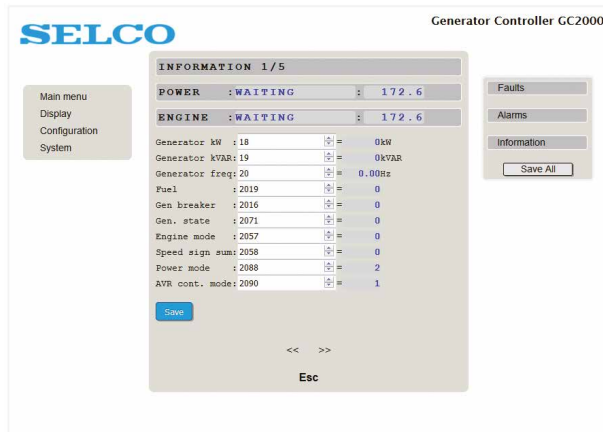 SELCO
Generator Controller GC2000
Main menu
Display
Configuration
System
INFORMATION 1/5
POWER :WAITING : 172.6
ENGINE :WAITING : 172.6
Generator kW : 18 = 0kW
Generator kVAR: 19 = 0kVAR
Generator freq: 20 = 0.00Hz
Fuel : 2019 = 0
Gen breaker : 2016 = 0
Gen. state : 2071 = 0
Engine mode : 2057 = 0
Speed sign sum: 2058 = 0
Power mode : 2088 = 2
AVR cont. mode: 2090 = 1
Save
<< >>
Esc
Faults
Alarms
Information
Save All